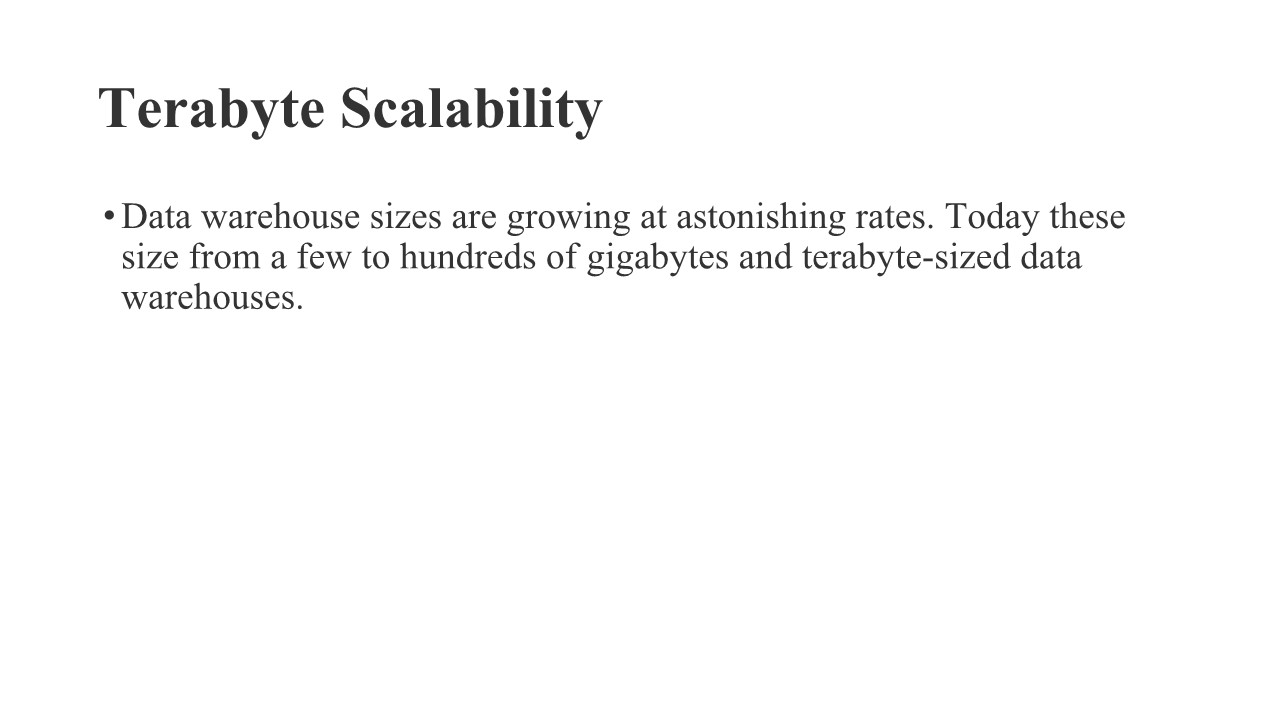 Terabyte Scalability
• Data warehouse sizes are growing at astonishing rates. Today these
size from a few to hundreds of gigabytes and terabyte-sized data
warehouses.